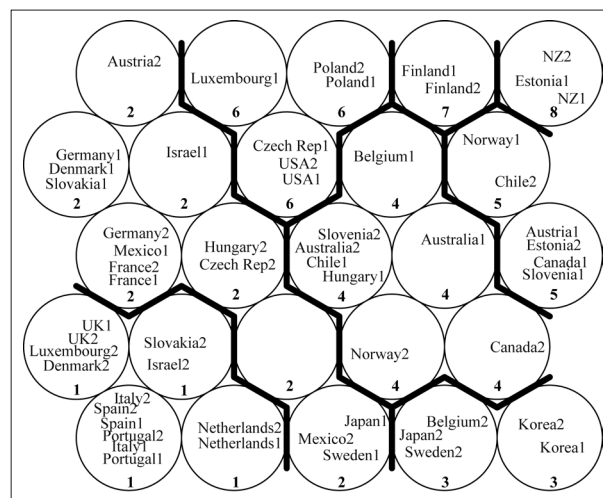 Austria2
2
Luxembourg1
6
Poland2
Poland1
6
Finland1
Finland2
7
NZ2
Estonia1
NZ1
8
Germany1
Denmark1
Slovakia1
2
Israel1
2
Czech Rep1
USA2
USA1
6
Belgium1
4
Norway1
Chile2
5
Germany2
Mexico1
France2
France1
2
Hungary2
Czech Rep2
2
Slovenia2
Australia2
Chile1
Hungary1
4
Australia1
4
Austria1
Estonia2
Canada1
Slovenia1
5
UK1
UK2
Luxembourg2
Denmark2
1
Slovakia2
Israel2
1
2
Norway2
4
Canada2
4
Italy2
Spain2
Spain1
Portugal2
Italy1
Portugal1
1
Netherlands2
Netherlands1
1
Japan1
Mexico2
Sweden1
2
Belgium2
Japan2
Sweden2
3
Korea2
Korea1
3